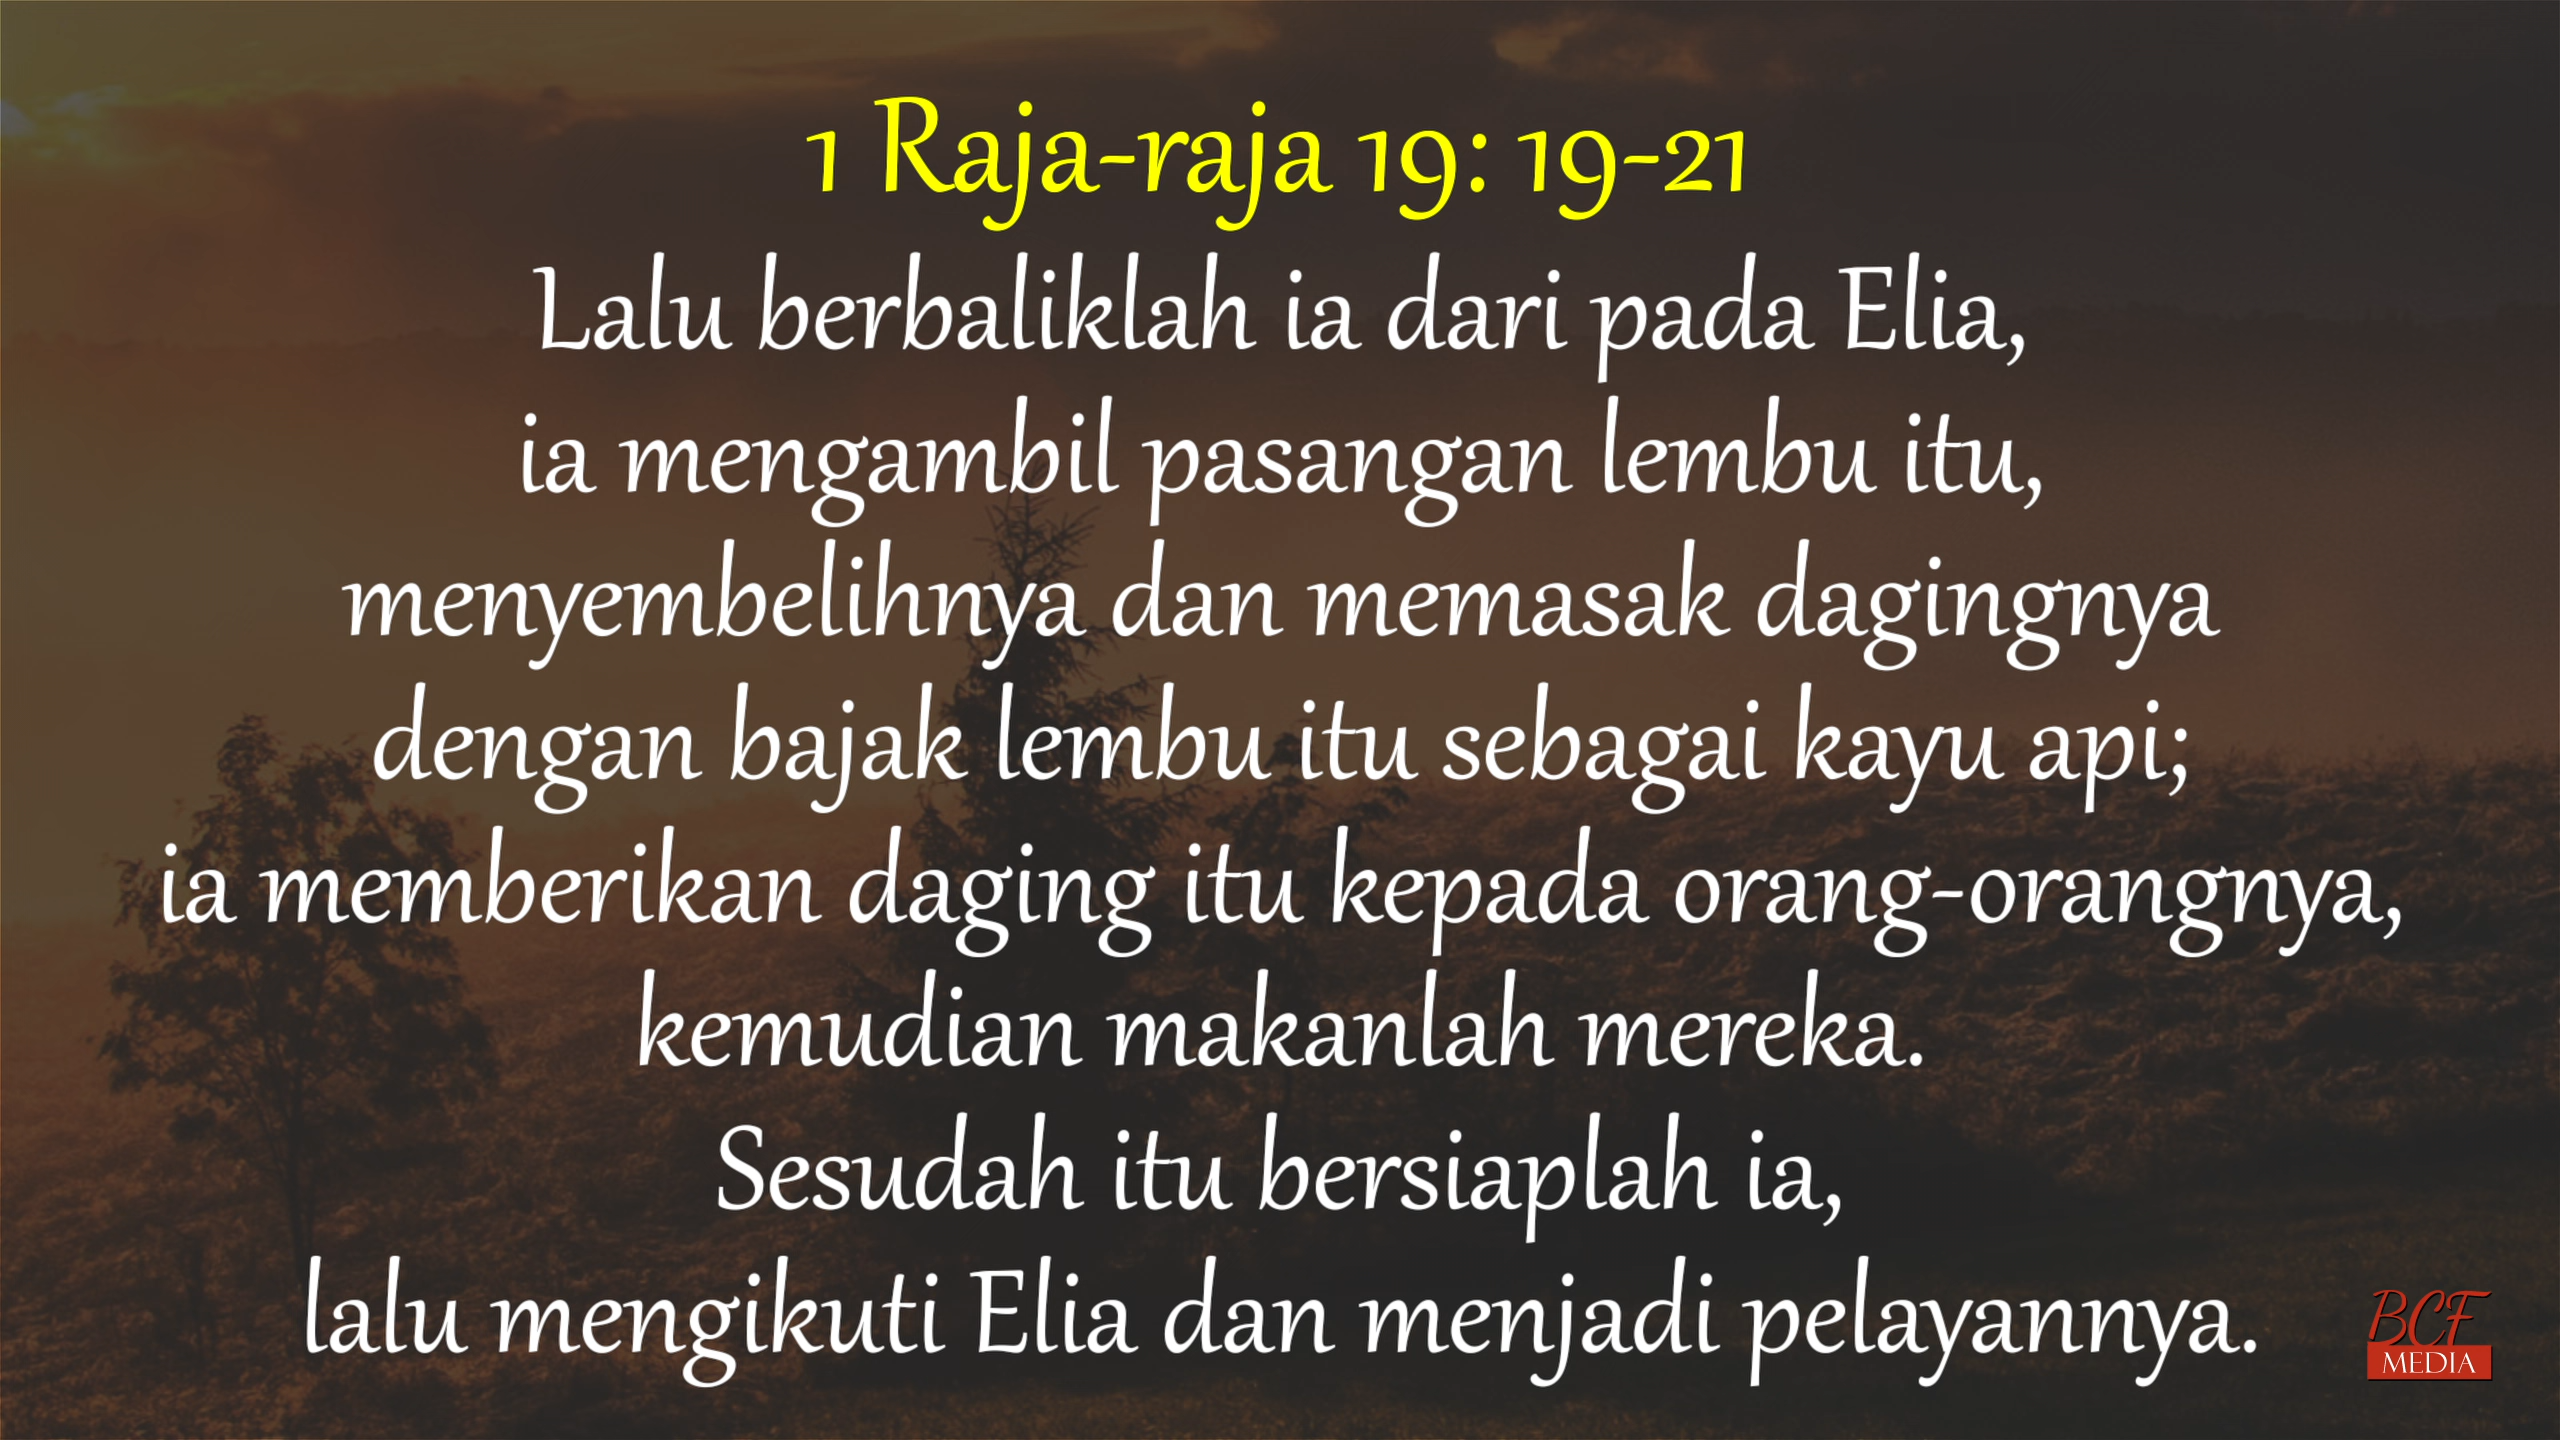 1 Raja-raja 19: 19-21
Lalu berbaliklah ia dari pada Elia,
ia mengambil pasangan lembu itu,
menyembelihnya dan memasak dagingnya
dengan bajak lembu itu sebagai kayu api;
ia memberikan daging itu kepada orang-orangnya,
kemudian makanlah mereka.
Sesudah itu bersiaplah ia,
lalu mengikuti Elia dan menjadi pelayannya.
BCF
MEDIA